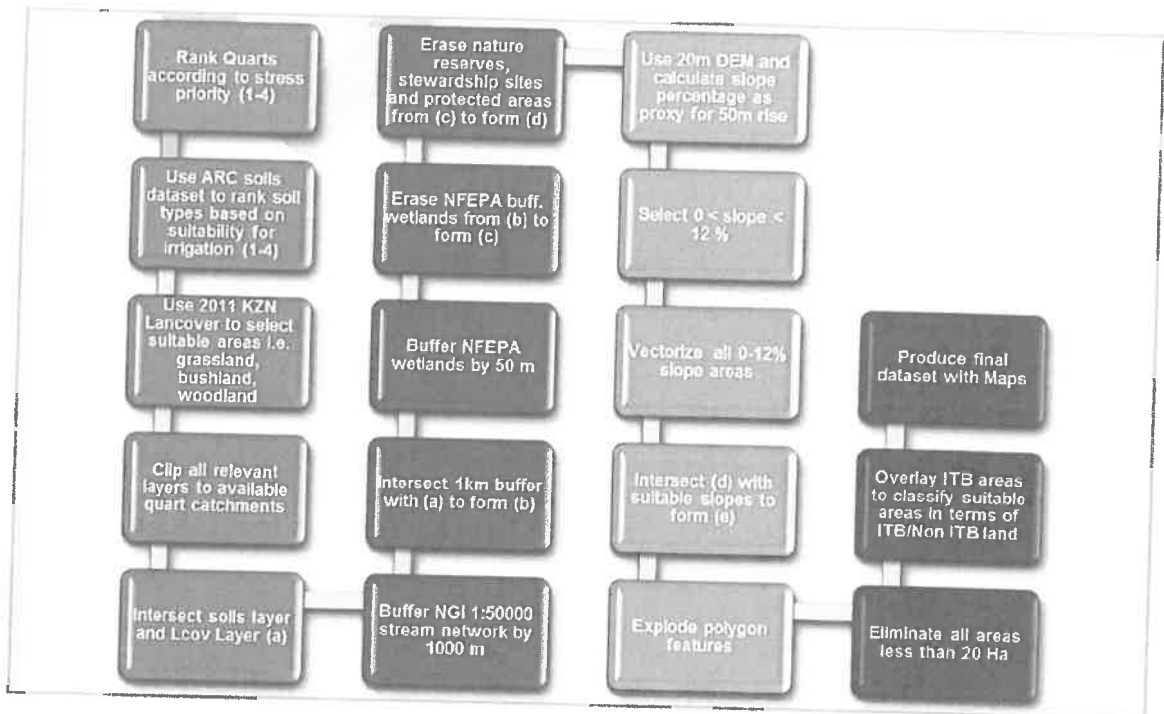 Rank Quarts
according to stress
priority (1-4)
Use ARC soils
dataset to rank soil
types based on
suitability for
irrigation (1-4)
Use 2011 KZN
Lancover to select
suitable areas i.e.
grassland,
bushland,
woodland
Clip all relevant
layers to available
quart catchments
Intersect soils layer
and Lcov Layer (a)
Buffer NGI 1:50000
stream network by
1000 m
Intersect 1km buffer
with (a) to form (b)
Buffer NFEPA
wetlands by 50 m
Erase NFEPA buff.
wetlands from (b) to
form (c)
Erase nature
reserves,
stewardship sites
and protected areas
from (c) to form (d)
Use 20m DEM and
calculate slope
percentage as
proxy for 50m rise
Select 0 < slope <
12 %
Vectorize all 0-12%
slope areas
Intersect (d) with
suitable slopes to
form (e)
Explode polygon
features
Eliminate all areas
less than 20 Ha
Overlay ITB areas
to classify suitable
areas in terms of
ITB/Non ITB land
Produce final
dataset with Maps